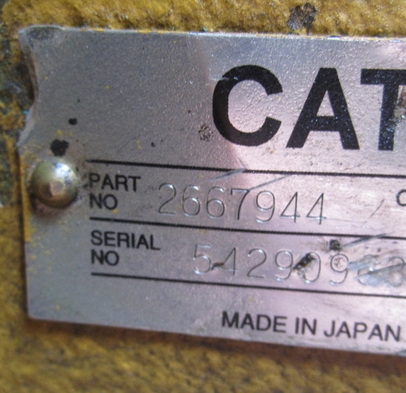 CAT
PART NO 2667944
SERIAL NO
MADE IN JAPAN